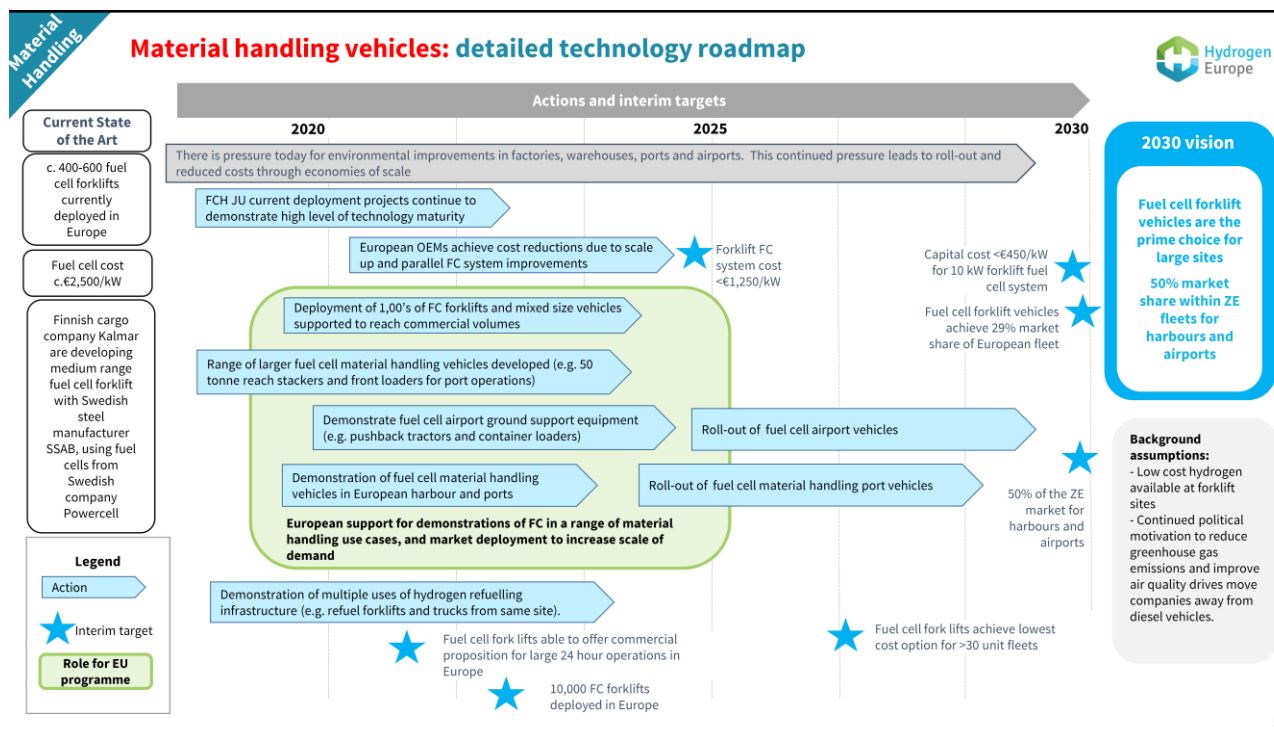 Material
Handling
Material handling vehicles: detailed technology roadmap
Hydrogen
Europe
Actions and interim targets
Current State
of the Art
2020
2025
2030
c. 400-600 fuel
cell forklifts
currently
deployed in
Europe
Fuel cell cost
c.€2,500/kW
Finnish cargo
company Kalmar
are developing
medium range
fuel cell forklift
with Swedish
steel
manufacturer
SSAB, using fuel
cells from
Swedish
company
Powercell
Legend
Action
Interim target
Role for EU
programme
There is pressure today for environmental improvements in factories, warehouses, ports and airports. This continued pressure leads to roll-out and
reduced costs through economies of scale
FCH JU current deployment projects continue to
demonstrate high level of technology maturity
European OEMs achieve cost reductions due to scale
up and parallel FC system improvements
Forklift FC
system cost
<€1,250/kW
Capital cost <€450/kW
for 10 kW forklift fuel
cell system
Deployment of 1,00's of FC forklifts and mixed size vehicles
supported to reach commercial volumes
Fuel cell forklift vehicles
achieve 29% market
share of European fleet
Range of larger fuel cell material handling vehicles developed (e.g. 50
tonne reach stackers and front loaders for port operations)
Demonstrate fuel cell airport ground support equipment
(e.g. pushback tractors and container loaders)
Roll-out of fuel cell airport vehicles
Demonstration of fuel cell material handling
vehicles in European harbour and ports
Roll-out of fuel cell material handling port vehicles
50% of the ZE
market for
harbours and
airports
European support for demonstrations of FC in a range of material
handling use cases, and market deployment to increase scale of
demand
Demonstration of multiple uses of hydrogen refuelling
infrastructure (e.g. refuel forklifts and trucks from same site).
Fuel cell fork lifts able to offer commercial
proposition for large 24 hour operations in
Europe
Fuel cell fork lifts achieve lowest
cost option for >30 unit fleets
10,000 FC forklifts
deployed in Europe
2030 vision
Fuel cell forklift
vehicles are the
prime choice for
large sites
50% market
share within ZE
fleets for
harbours and
airports
Background
assumptions:
- Low cost hydrogen
available at forklift
sites
- Continued political
motivation to reduce
greenhouse gas
emissions and improve
air quality drives move
companies away from
diesel vehicles.